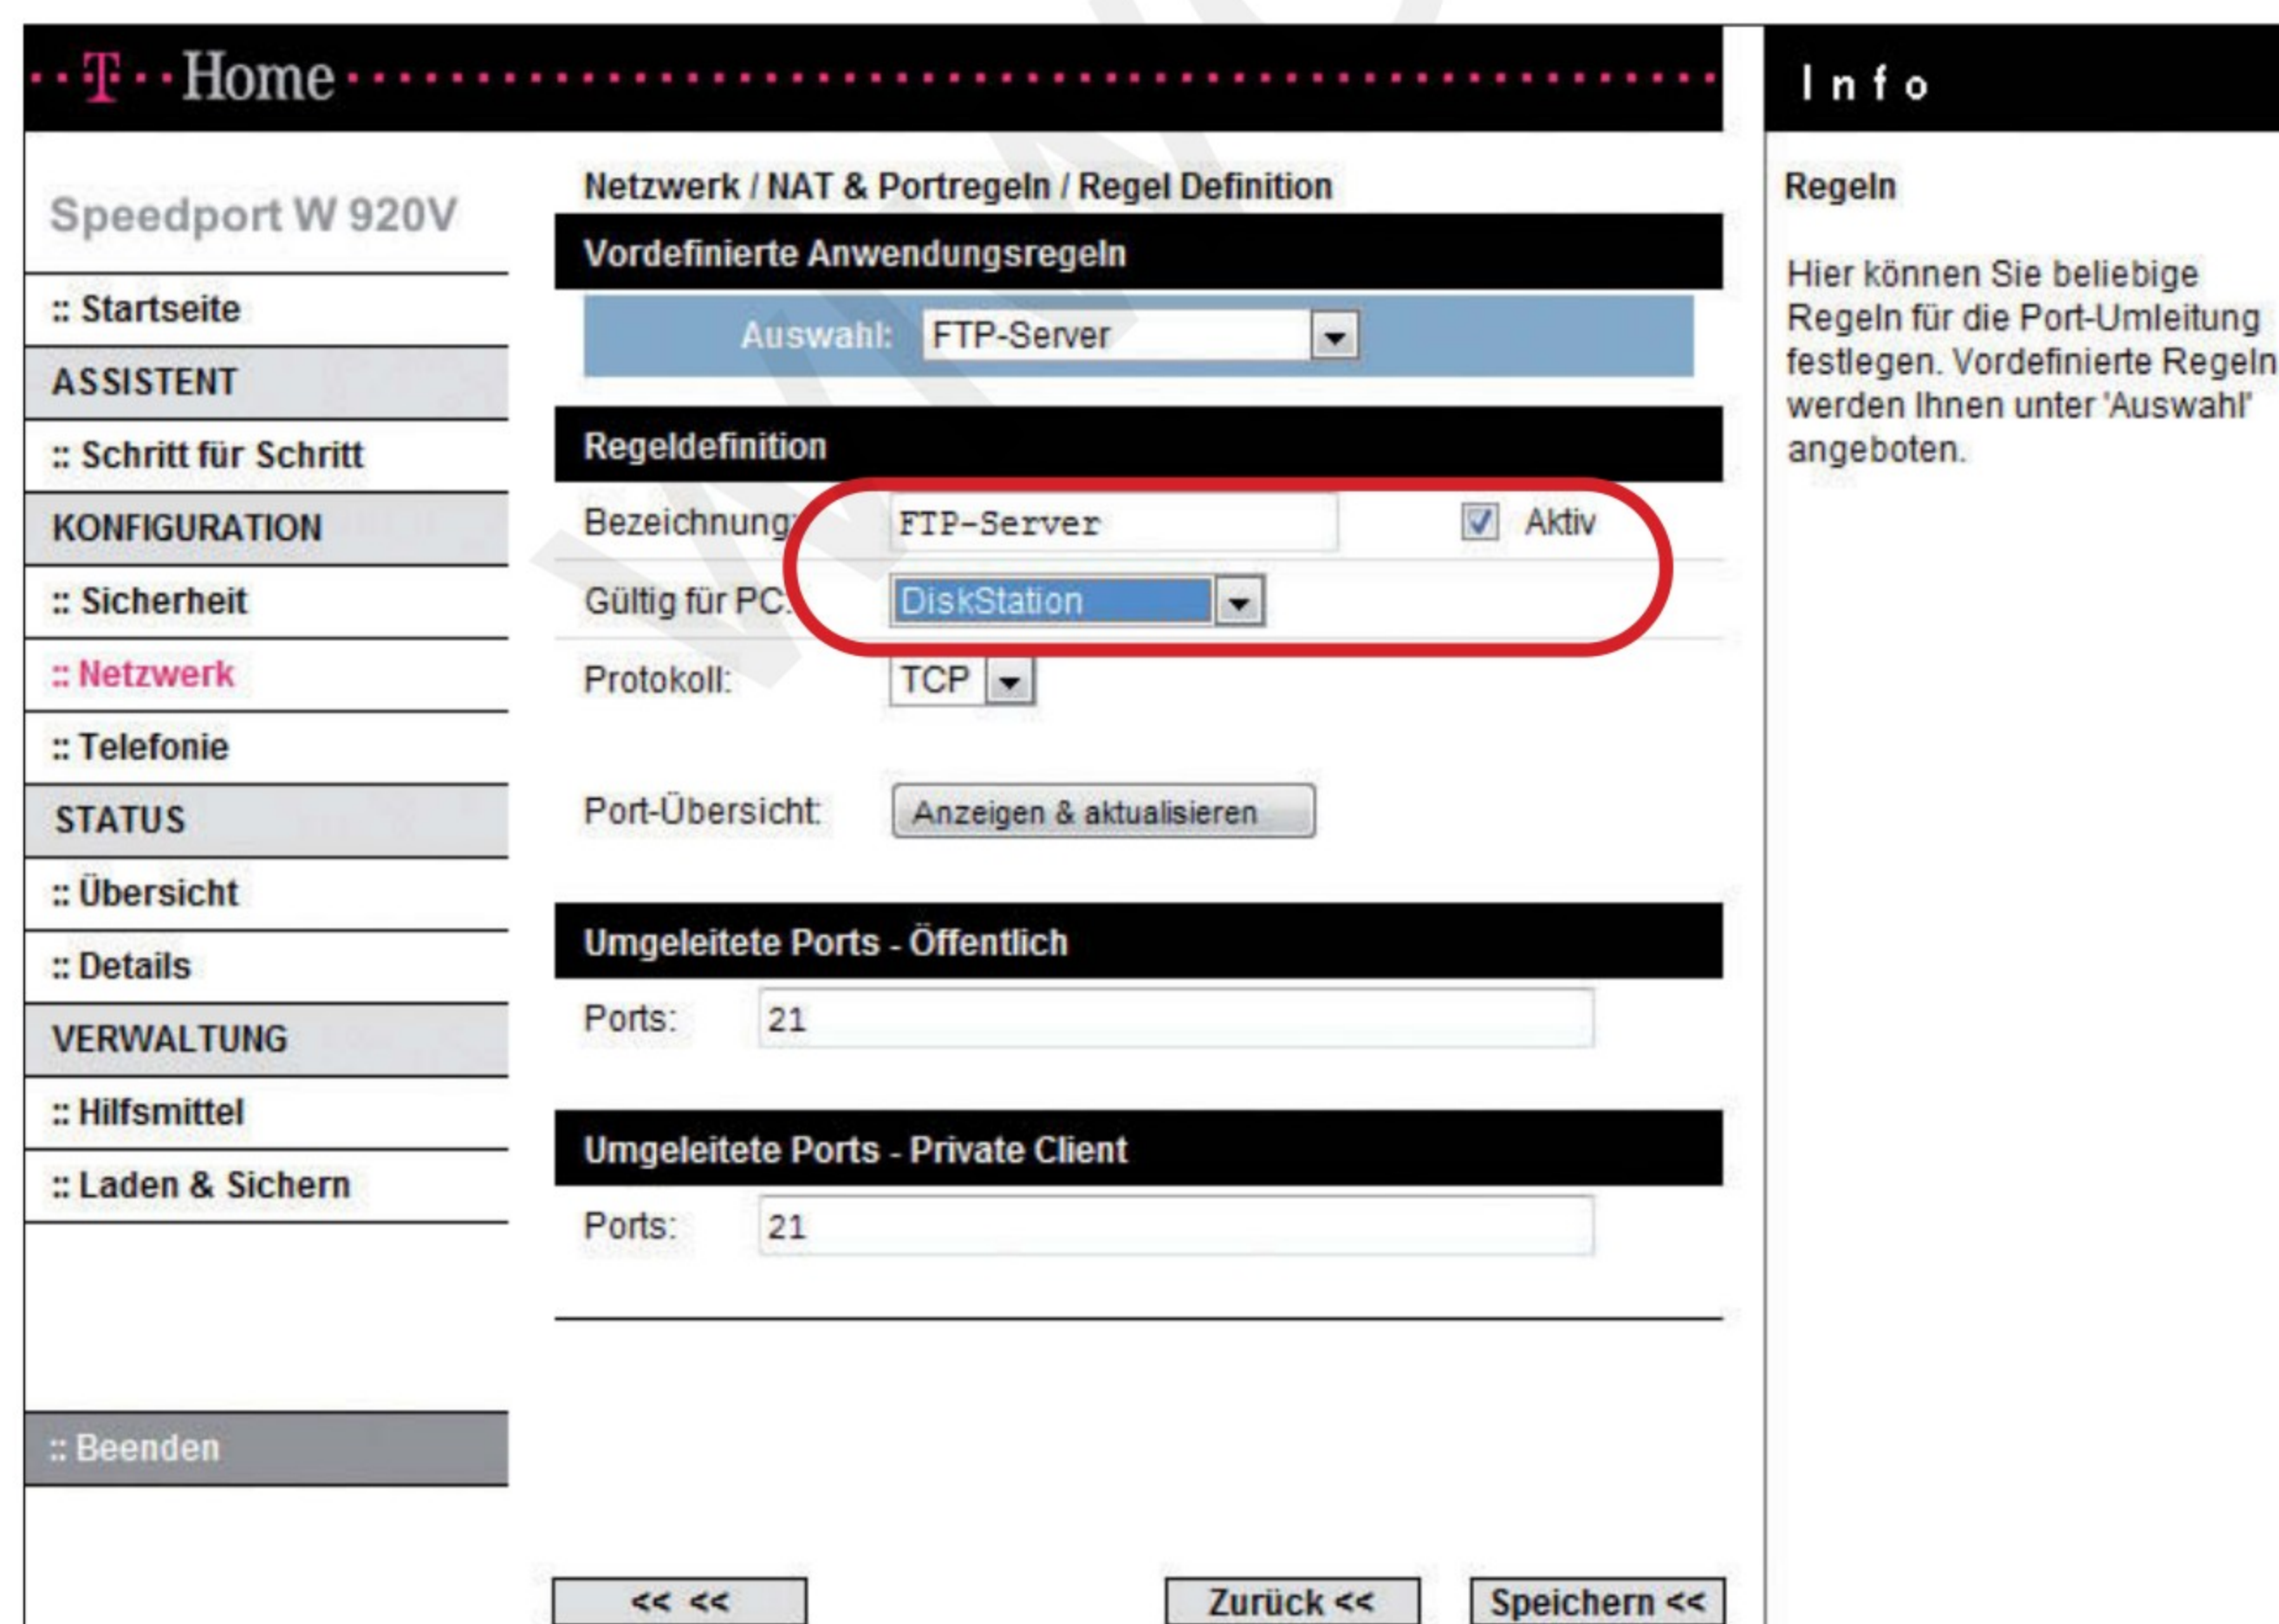 T Home
Info
Speedport W 920V
:: Startseite
ASSISTENT
:: Schritt für Schritt
KONFIGURATION
:: Sicherheit
:: Netzwerk
:: Telefonie
STATUS
:: Übersicht
:: Details
VERWALTUNG
:: Hilfsmittel
:: Laden & Sichern
:: Beenden
Netzwerk / NAT & Portregeln / Regel Definition
Vordefinierte Anwendungsregeln
Auswahl: FTP-Server
Regeldefinition
Bezeichnung: FTP-Server Aktiv
Gültig für PC: DiskStation
Protokoll: TCP
Port-Übersicht: Anzeigen & aktualisieren
Umgeleitete Ports - Öffentlich
Ports: 21
Umgeleitete Ports - Private Client
Ports: 21
<< <<
Zurück <<
Speichern <<
Regeln
Hier können Sie beliebige
Regeln für die Port-Umleitung
festlegen. Vordefinierte Regeln
werden Ihnen unter 'Auswahl'
angeboten.